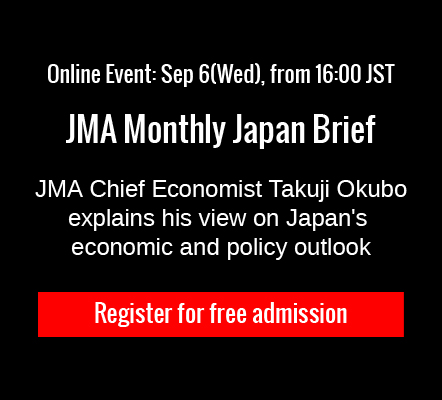 Online Event: Sep 6(Wed), from 16:00 JST
JMA Monthly Japan Brief
JMA Chief Economist Takuji Okubo
explains his view on Japan's
economic and policy outlook
Register for free admission